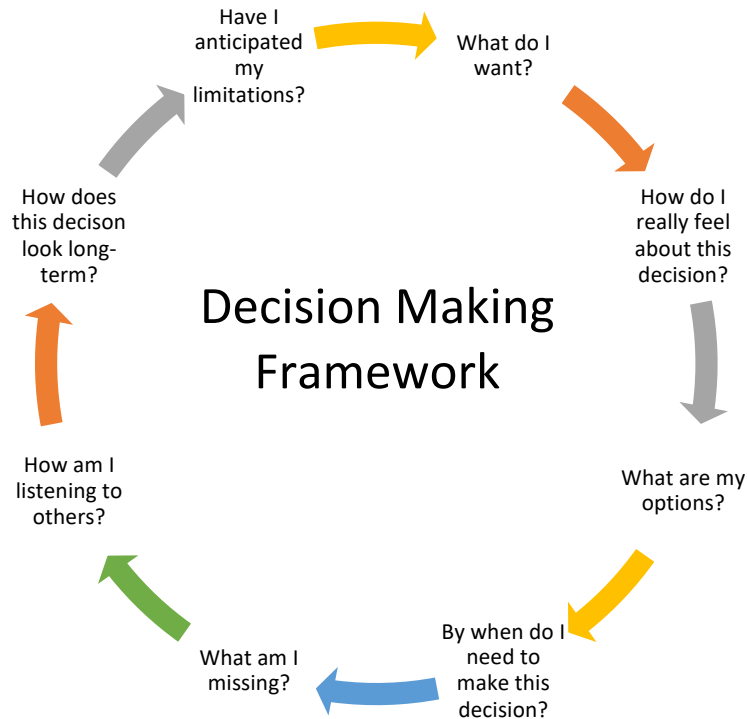 Decision Making
Framework
What do I
want?
How do I
really feel
about this
decision?
What are my
options?
By when do I
need to
make this
decision?
What am I
missing?
How am I
listening to
others?
How does
this decison
look long-
term?
Have I
anticipated
my
limitations?